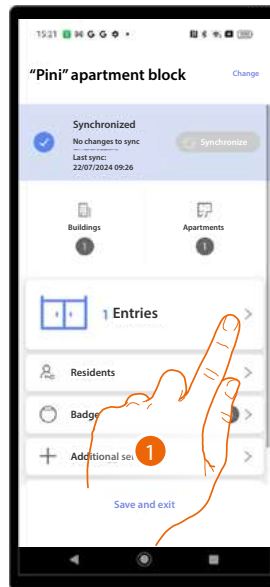 15:21 G G
"Pini" apartment block Change
Synchronized
No changes to sync
Last sync:
22/07/2024 09:26
Synchronize
Buildings
1
Apartments
1
1 Entries
Residents
Badge
Additional se
1
Save and exit